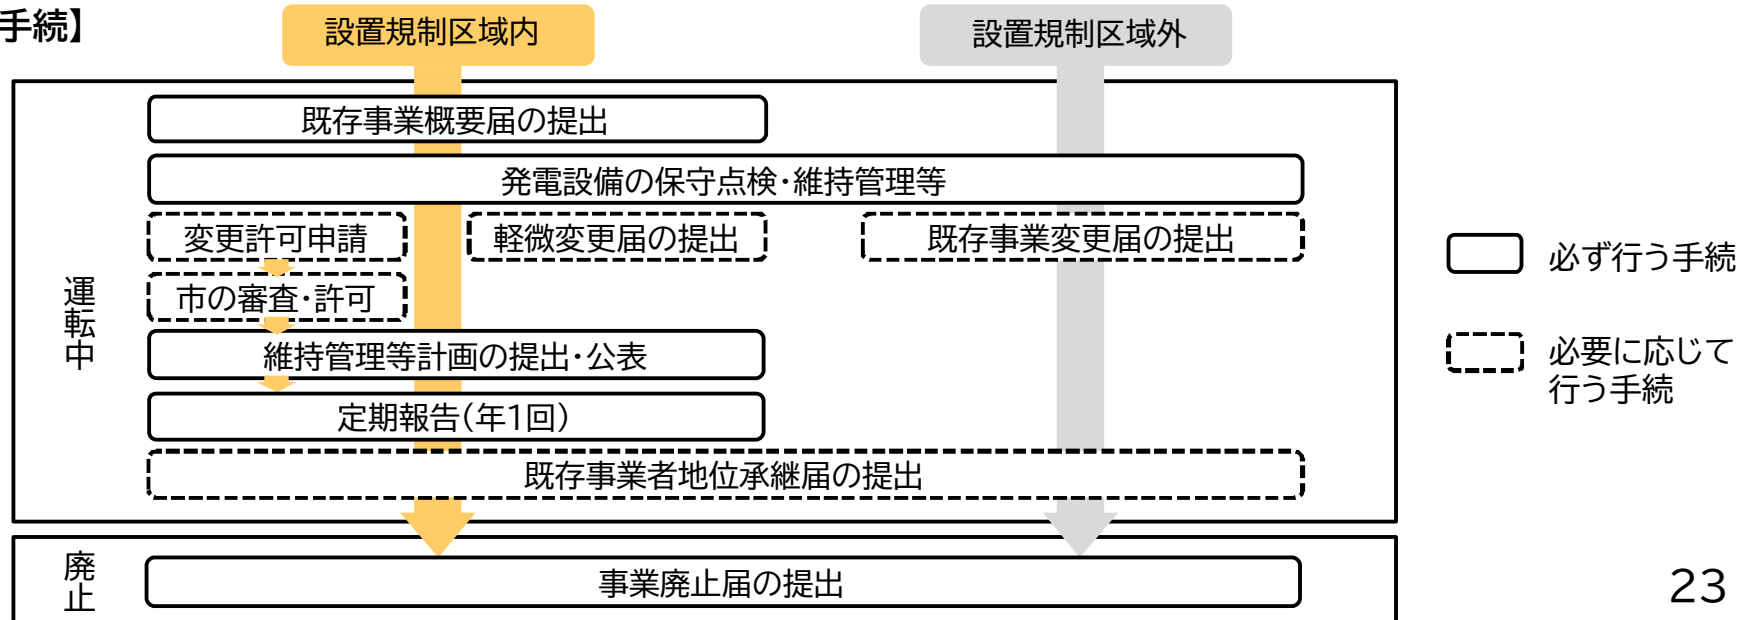 手続】
設置規制区域内
設置規制区域外
既存事業概要届の提出
発電設備の保守点検・維持管理等
変更許可申請
軽微変更届の提出
既存事業変更届の提出
市の審査・許可
維持管理等計画の提出・公表
定期報告(年1回)
既存事業者地位承継届の提出
運転中
事業廃止届の提出
廃止
必ず行う手続
必要に応じて
行う手続
23